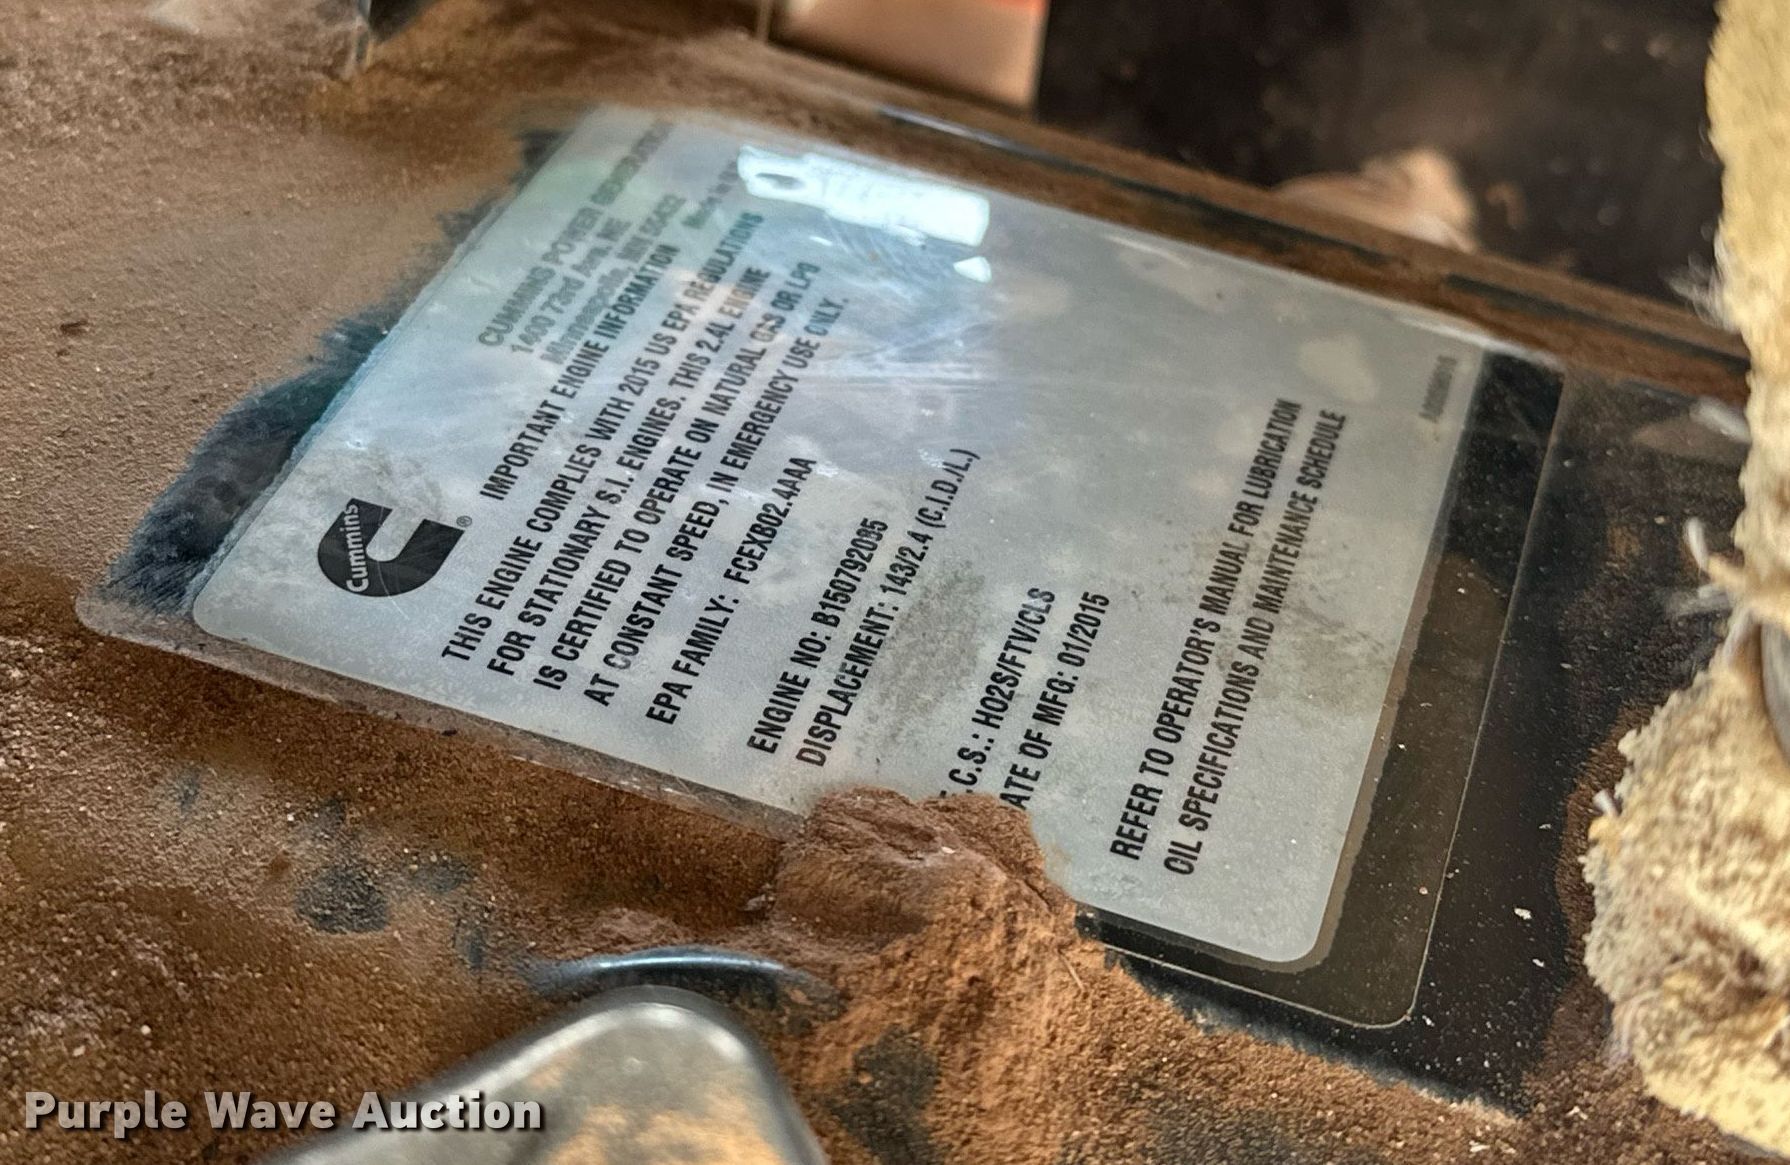 Cummins
®
CUMMINS POWER GENERATION
1400 73rd Ave. NE
Minneapolis, MN 55432
Made in
IMPORTANT ENGINE INFORMATION
THIS ENGINE COMPLIES WITH 2015 US EPA REGULATIONS
FOR STATIONARY S.I. ENGINES. THIS 2.4L ENGINE
IS CERTIFIED TO OPERATE ON NATURAL GAS OR LPG
AT CONSTANT SPEED, IN EMERGENCY USE ONLY.
EPA FAMILY: FCEXB02.4AAA
ENGINE NO: B150792085
DISPLACEMENT: 143/2.4 (C.I.D./L.)
.C.S.: HO2S/FTV/CLS
ATE OF MFG: 01/2015
REFER TO OPERATOR'S MANUAL FOR LUBRICATION
OIL SPECIFICATIONS AND MAINTENANCE SCHEDULE
Purple Wave Auction